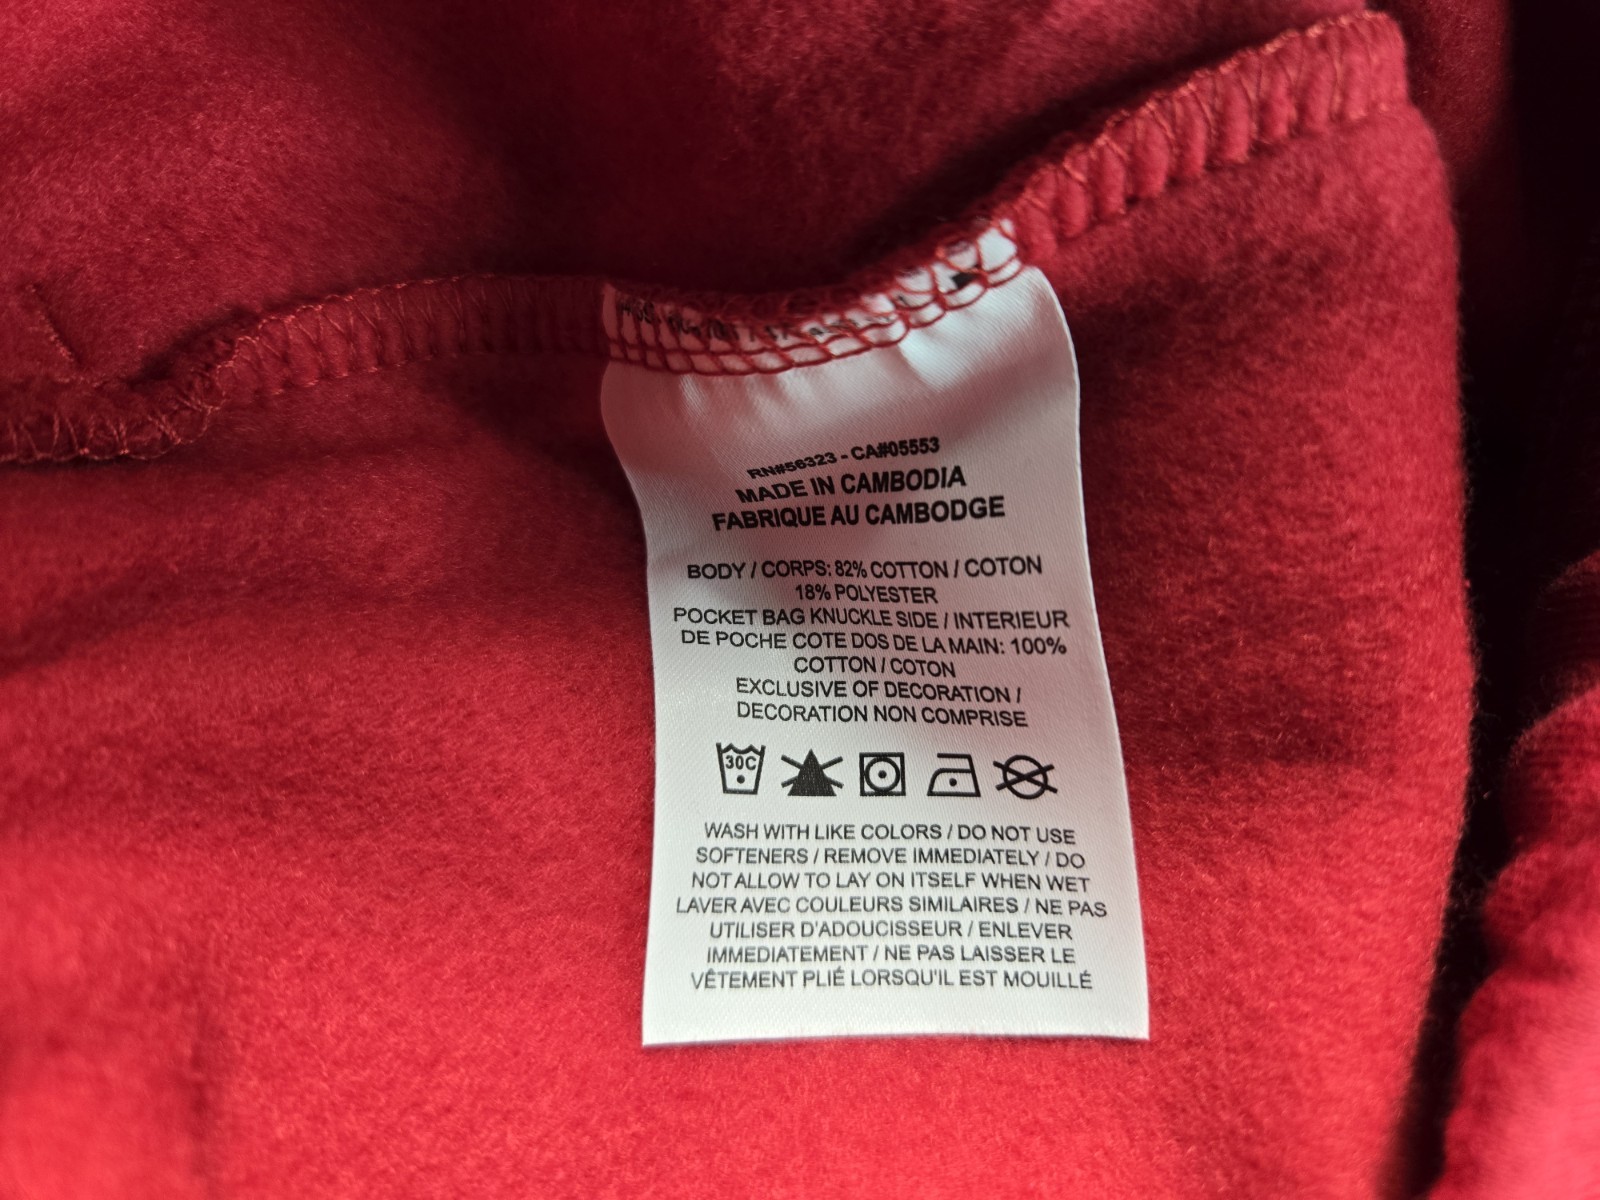 RN#56323 - CA#05553
MADE IN CAMBODIA
FABRIQUE AU CAMBODGE
BODY / CORPS: 82% COTTON / COTON
18% POLYESTER
POCKET BAG KNUCKLE SIDE / INTERIEUR
DE POCHE COTE DOS DE LA MAIN: 100%
COTTON / COTON
EXCLUSIVE OF DECORATION /
DECORATION NON COMPRISE
30C
WASH WITH LIKE COLORS / DO NOT USE
SOFTENERS / REMOVE IMMEDIATELY / DO
NOT ALLOW TO LAY ON ITSELF WHEN WET
LAVER AVEC COULEURS SIMILAIRES / NE PAS
UTILISER D'ADOUCISSEUR / ENLEVER
IMMEDIATEMENT / NE PAS LAISSER LE
VÊTEMENT PLIÉ LORSQU'IL EST MOUILLÉ